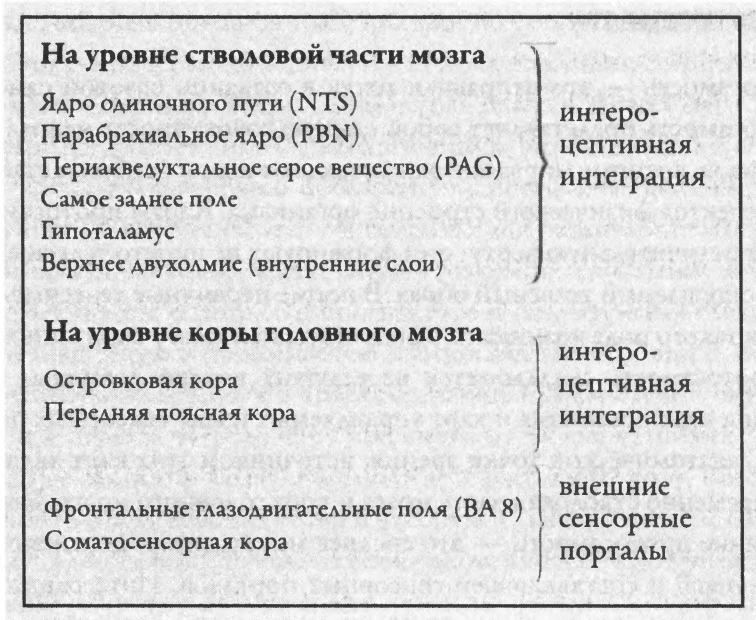 На уровне стволовой части мозга
Ядро одиночного пути (NTS)
Парабрахиальное ядро (PBN)
Периакведуктальное серое вещество (PAG)
Самое заднее поле
Гипоталамус
Верхнее двухолмие (внутренние слои)
интеро-
цептивная
интеграция
На уровне коры головного мозга
Островковая кора
Передняя поясная кора
интеро-
цептивная
интеграция
Фронтальные глазодвигательные поля (BA 8)
Соматосенсорная кора
внешние
сенсорные
порталы